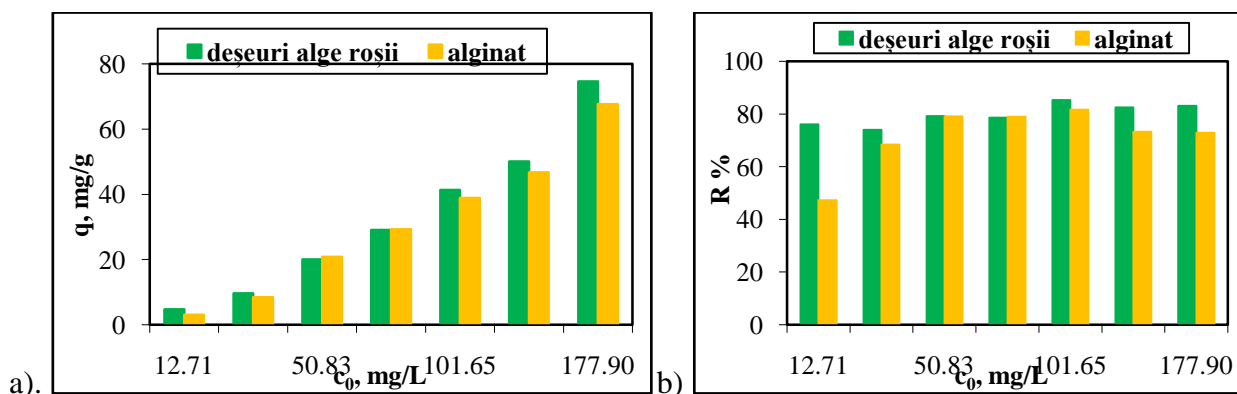 deșeuri alge roșii alginat
80
60
40
20
0
q, mg/g
12.71 50.83 101.65 177.90
c0, mg/L
a).
deșeuri alge roșii alginat
100
80
60
40
20
0
R %
12.71 50.83 101.65 177.90
c0, mg/L
b)